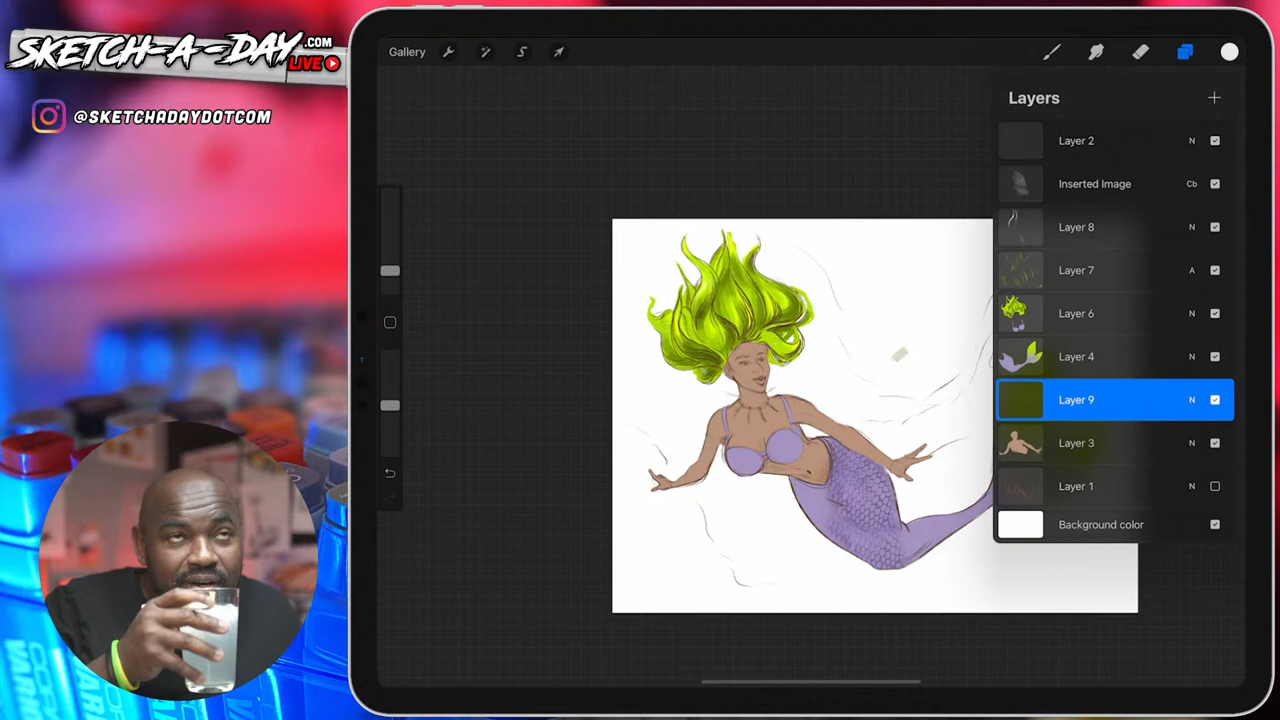 SKETCH-A-DAY.COM
LIVE
@SKETCHADAYDOTCOM
Gallery
Layers
Layer 2 N
Inserted Image Cb
Layer 8 N
Layer 7 A
Layer 6 N
Layer 4 N
Layer 9 N
Layer 3 N
Layer 1 N
Background color